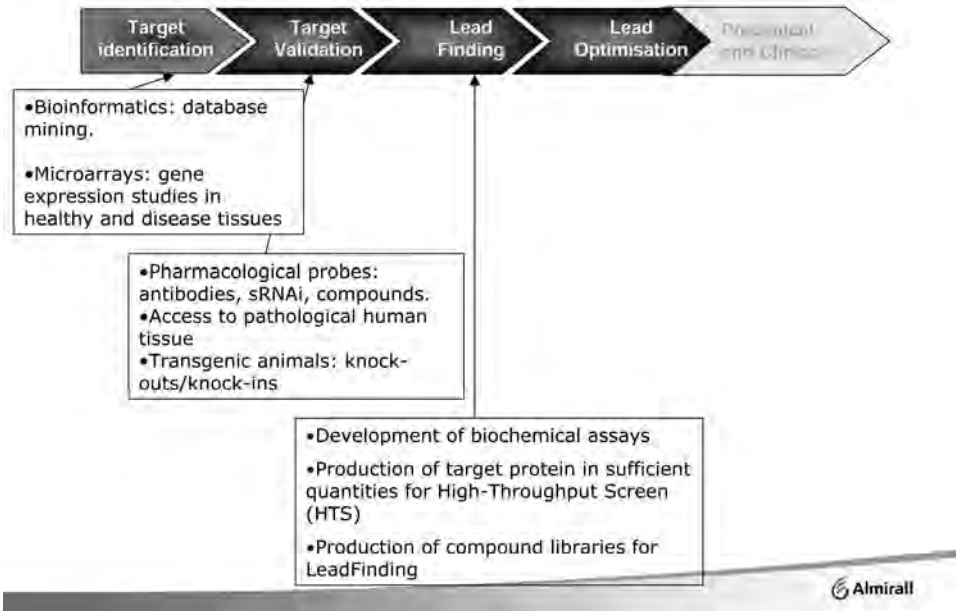 Target
identification
Target
Validation
Lead
Finding
Lead
Optimisation
Preclinical
and Clinical
•Bioinformatics: database
mining.
•Microarrays: gene
expression studies in
healthy and disease tissues
•Pharmacological probes:
antibodies, sRNAi, compounds.
•Access to pathological human
tissue
•Transgenic animals: knock-
outs/knock-ins
•Development of biochemical assays
•Production of target protein in sufficient
quantities for High-Throughput Screen
(HTS)
•Production of compound libraries for
LeadFinding
Almirall